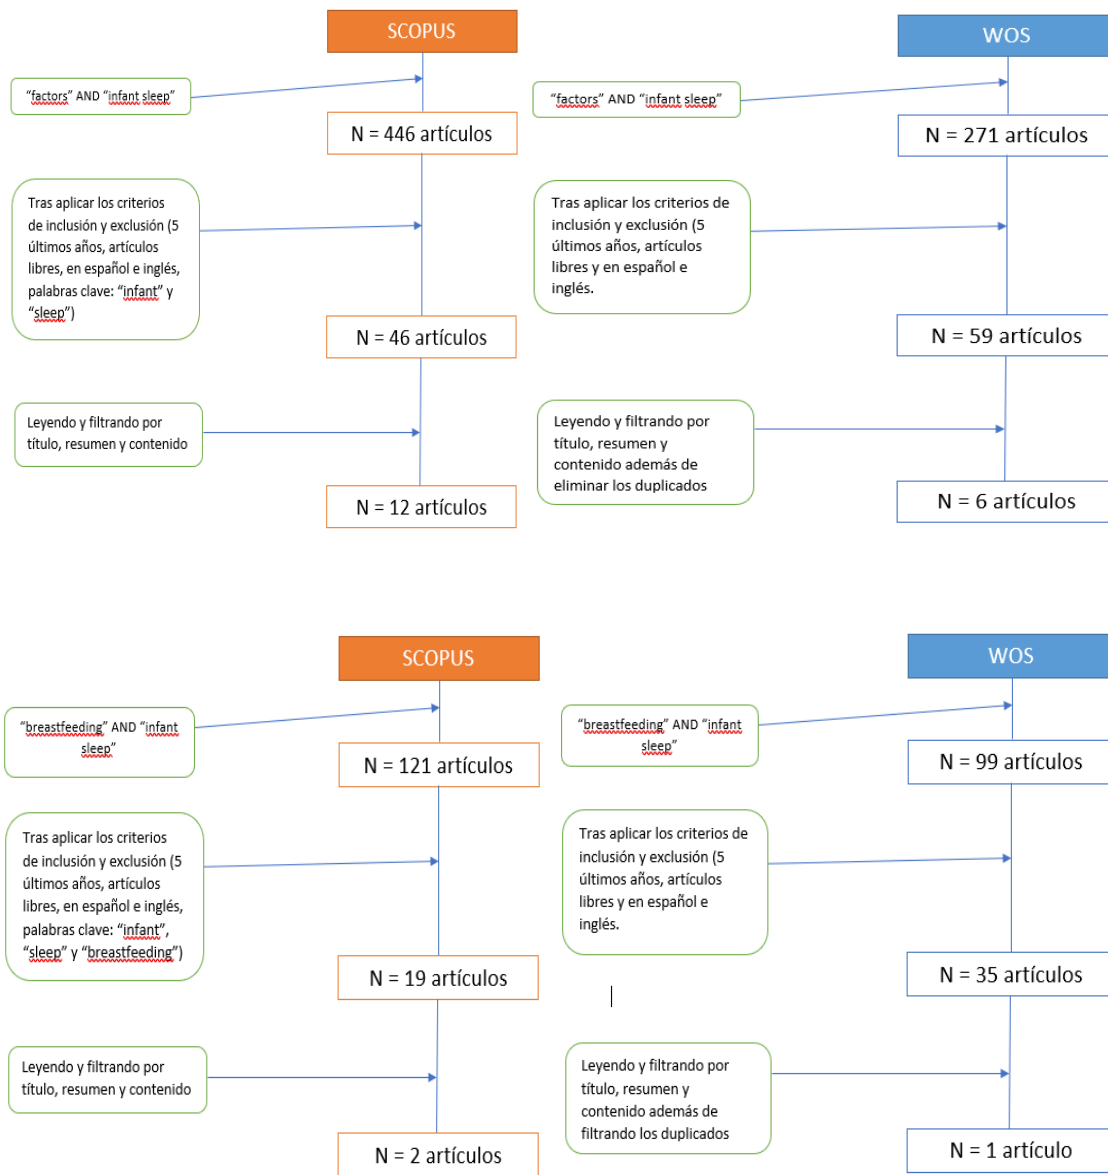 SCOPUS
“factors” AND “infant sleep”
N = 446 artículos
Tras aplicar los criterios
de inclusión y exclusión (5
últimos años, artículos
libres, en español e inglés,
palabras clave: “infant” y
“sleep”)
N = 46 artículos
Leyendo y filtrando por
título, resumen y contenido
N = 12 artículos
WOS
“factors” AND “infant sleep”
N = 271 artículos
Tras aplicar los criterios de
inclusión y exclusión (5
últimos años, artículos
libres y en español e
inglés.
N = 59 artículos
Leyendo y filtrando por
título, resumen y
contenido además de
eliminar los duplicados
N = 6 artículos
SCOPUS
“breastfeeding” AND “infant
sleep”
N = 121 artículos
Tras aplicar los criterios
de inclusión y exclusión (5
últimos años, artículos
libres, en español e inglés,
palabras clave: “infant”,
“sleep” y “breastfeeding”)
N = 19 artículos
Leyendo y filtrando por
título, resumen y contenido
N = 2 artículos
WOS
“breastfeeding” AND “infant
sleep”
N = 99 artículos
Tras aplicar los criterios de
inclusión y exclusión (5
últimos años, artículos
libres y en español e
inglés.
N = 35 artículos
Leyendo y filtrando por
título, resumen y
contenido además de
filtrando los duplicados
N = 1 artículo